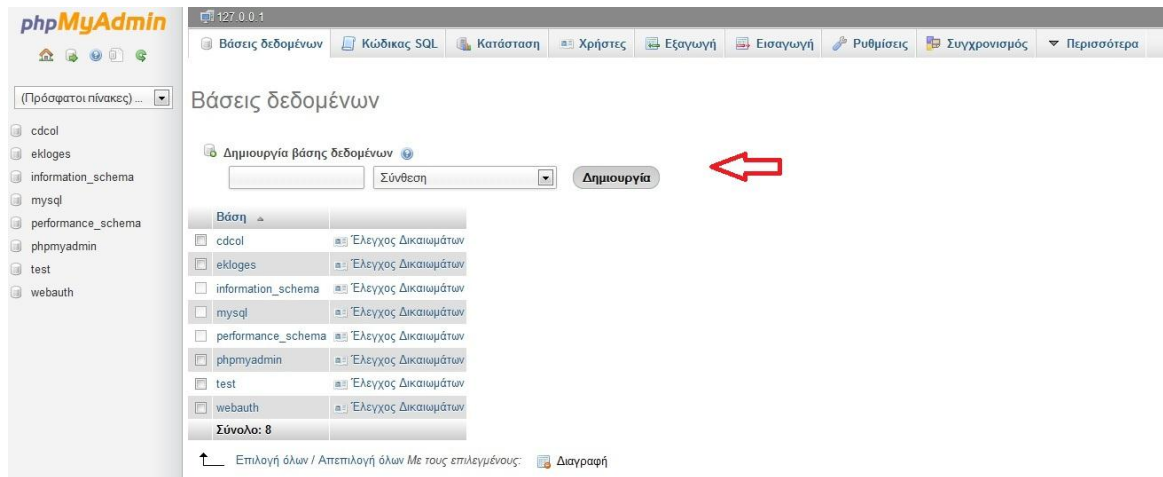 phpMyAdmin
(Πρόσφατοι πίνακες) ...
cdcol
ekloges
information_schema
mysql
performance_schema
phpmyadmin
test
webauth
127.0.0.1
Βάσεις δεδομένων Κώδικας SQL Κατάσταση Χρήστες Εξαγωγή Εισαγωγή Ρυθμίσεις Συγχρονισμός Περισσότερα
Βάσεις δεδομένων
Δημιουργία βάσης δεδομένων
Σύνθεση Δημιουργία
Βάση
cdcol Έλεγχος Δικαιωμάτων
ekloges Έλεγχος Δικαιωμάτων
information_schema Έλεγχος Δικαιωμάτων
mysql Έλεγχος Δικαιωμάτων
performance_schema Έλεγχος Δικαιωμάτων
phpmyadmin Έλεγχος Δικαιωμάτων
test Έλεγχος Δικαιωμάτων
webauth Έλεγχος Δικαιωμάτων
Σύνολο: 8
Επιλογή όλων / Απεπιλογή όλων Με τους επιλεγμένους: Διαγραφή